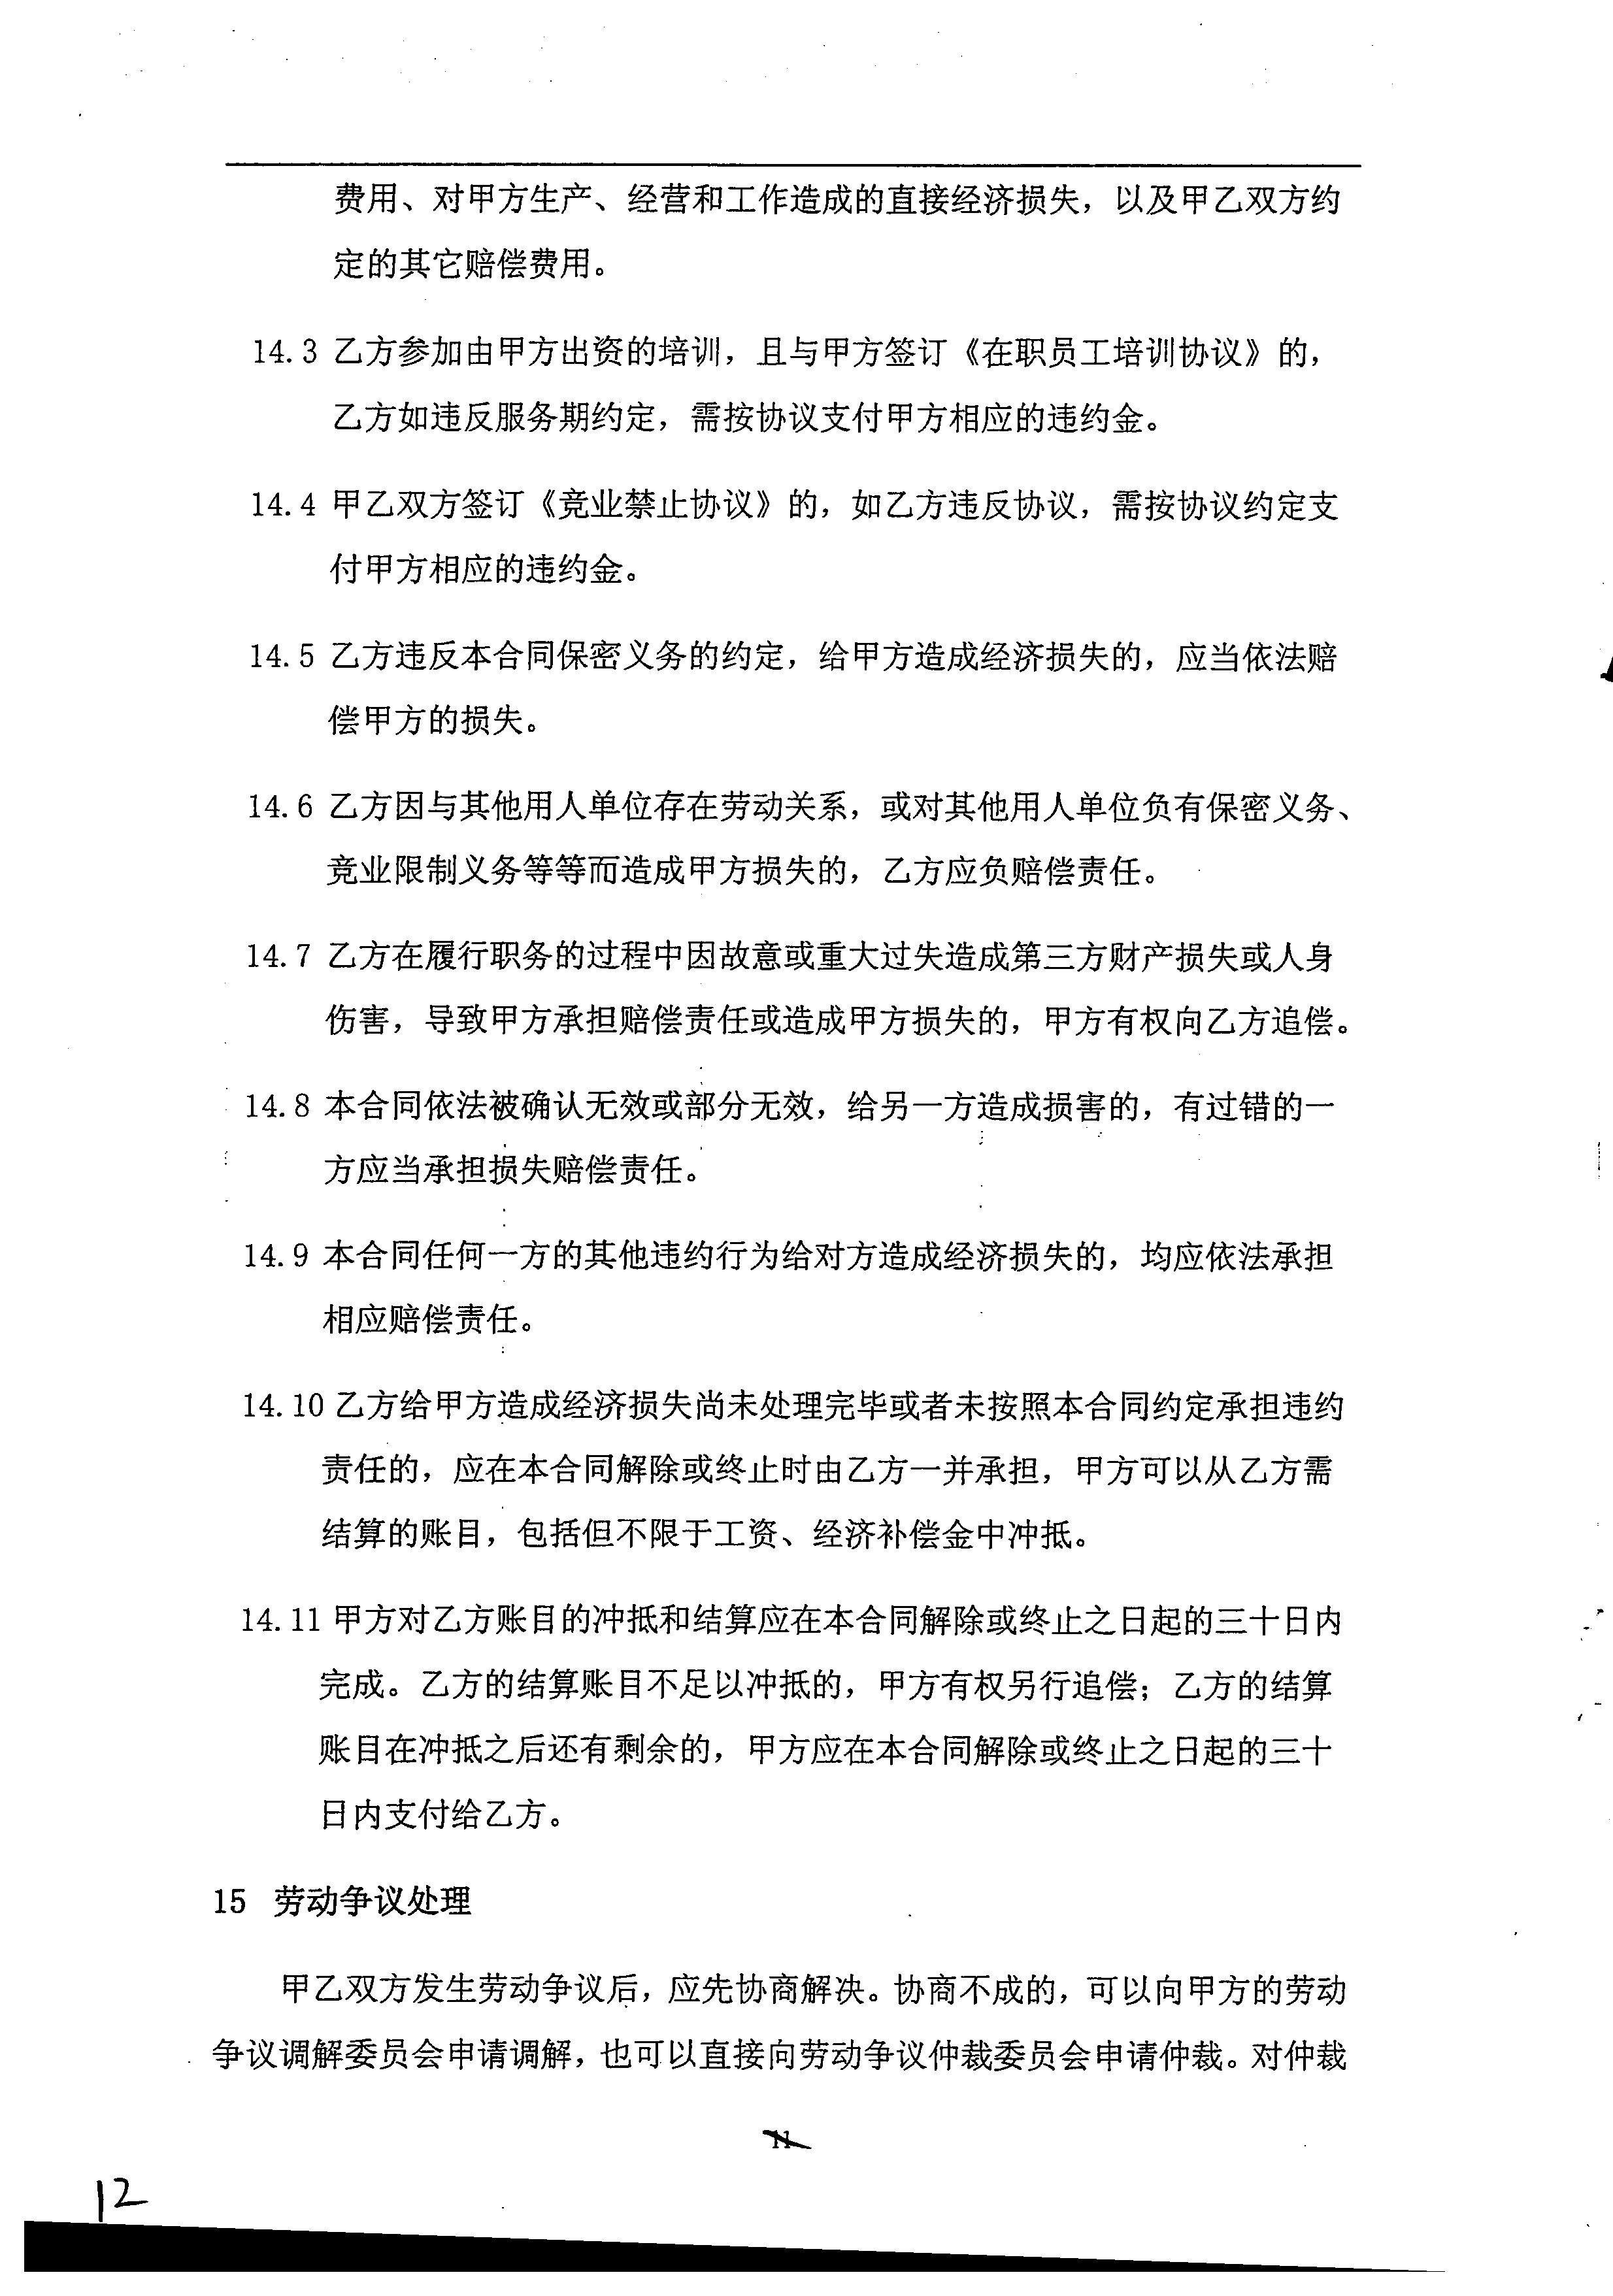 费用、对甲方生产、经营和工作造成的直接经济损失，以及甲乙双方约
定的其它赔偿费用。
14.3 乙方参加由甲方出资的培训，且与甲方签订《在职员工培训协议》的，
乙方如违反服务期约定，需按协议支付甲方相应的违约金。
14.4 甲乙双方签订《竞业禁止协议》的，如乙方违反协议，需按协议约定支
付甲方相应的违约金。
14.5 乙方违反本合同保密义务的约定，给甲方造成经济损失的，应当依法赔
偿甲方的损失。
14.6 乙方因与其他用人单位存在劳动关系，或对其他用人单位负有保密义务、
竞业限制义务等等而造成甲方损失的，乙方应负赔偿责任。
14.7 乙方在履行职务的过程中因故意或重大过失造成第三方财产损失或人身
伤害，导致甲方承担赔偿责任或造成甲方损失的，甲方有权向乙方追偿。
14.8 本合同依法被确认无效或部分无效，给另一方造成损害的，有过错的一
方应当承担损失赔偿责任。
14.9 本合同任何一方的其他违约行为给对方造成经济损失的，均应依法承担
相应赔偿责任。
14.10 乙方给甲方造成经济损失尚未处理完毕或者未按照本合同约定承担违约
责任的，应在本合同解除或终止时由乙方一并承担，甲方可以从乙方需
结算的账目，包括但不限于工资、经济补偿金中冲抵。
14.11 甲方对乙方账目的冲抵和结算应在本合同解除或终止之日起的三十日内
完成。乙方的结算账目不足以冲抵的，甲方有权另行追偿；乙方的结算
账目在冲抵之后还有剩余的，甲方应在本合同解除或终止之日起的三十
日内支付给乙方。
15 劳动争议处理
甲乙双方发生劳动争议后，应先协商解决。协商不成的，可以向甲方的劳动
争议调解委员会申请调解，也可以直接向劳动争议仲裁委员会申请仲裁。对仲裁
11
12